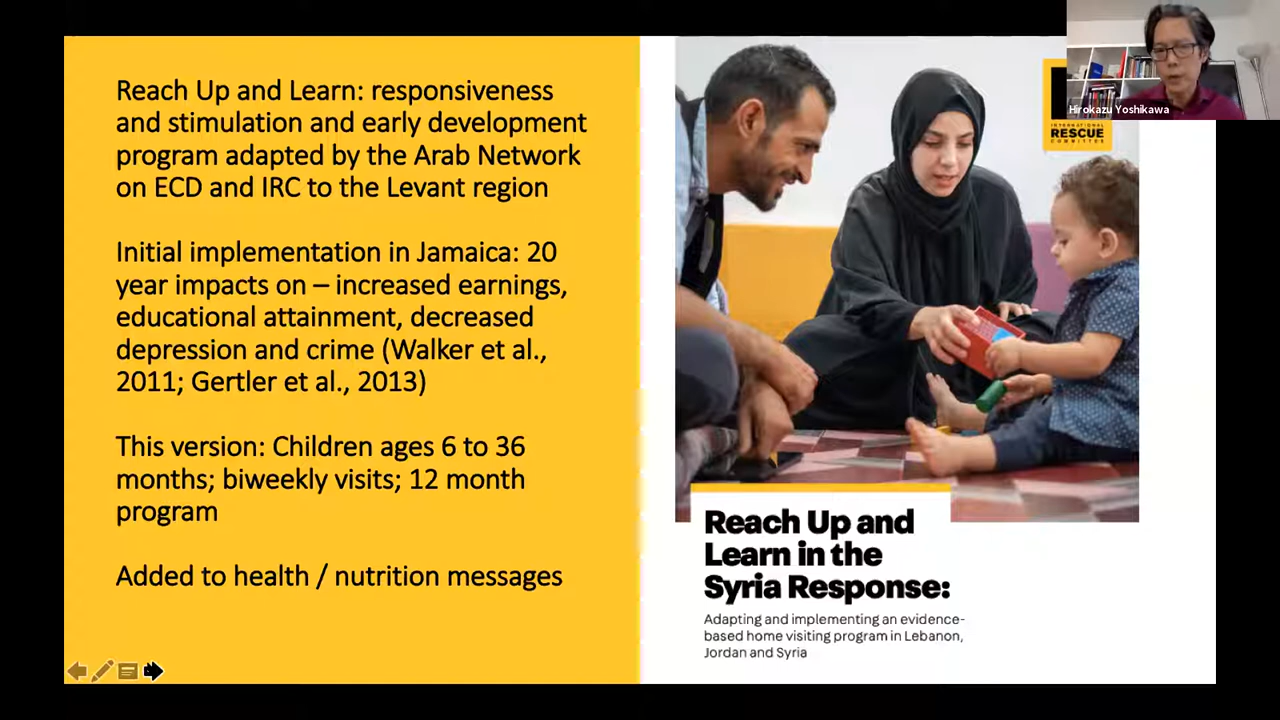 Reach Up and Learn: responsiveness
and stimulation and early development
program adapted by the Arab Network
on ECD and IRC to the Levant region
Initial implementation in Jamaica: 20
year impacts on – increased earnings,
educational attainment, decreased
depression and crime (Walker et al.,
2011; Gertler et al., 2013)
This version: Children ages 6 to 36
months; biweekly visits; 12 month
program
Added to health / nutrition messages
Hirokazu Yoshikawa
INTERNATIONAL
RESCUE
COMMITTEE
Reach Up and
Learn in the
Syria Response:
Adapting and implementing an evidence-
based home visiting program in Lebanon,
Jordan and Syria